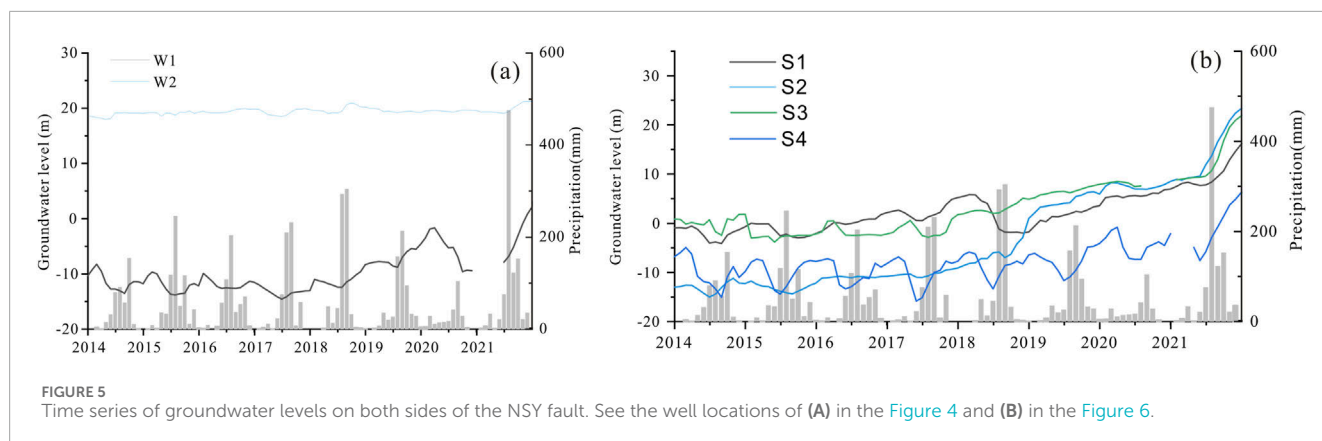 30
20
10
0
-10
-20
Groundwater level (m)
W1
W2
(a)
600
400
200
0
Precipitation(mm)
2014 2015 2016 2017 2018 2019 2020 2021
30
20
10
0
-10
-20
Groundwater level (m)
S1
S2
S3
S4
(b)
600
400
200
0
Precipitation(mm)
2014 2015 2016 2017 2018 2019 2020 2021
FIGURE 5
Time series of groundwater levels on both sides of the NSY fault. See the well locations of (A) in the Figure 4 and (B) in the Figure 6.